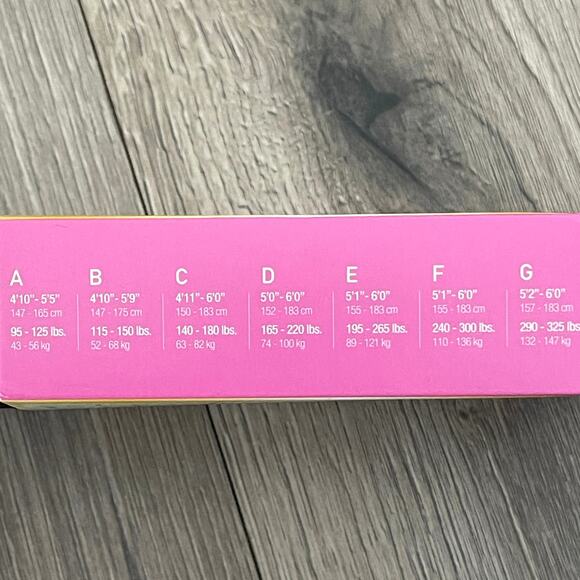 A
4'10"- 5'5"
147 - 165 cm
95 - 125 lbs.
43 - 56 kg
B
4'10"- 5'9"
147 - 175 cm
115 - 150 lbs.
52 - 68 kg
C
4'11"- 6'0"
150 - 183 cm
140 - 180 lbs.
63 - 82 kg
D
5'0"- 6'0"
152 - 183 cm
165 - 220 lbs.
74 - 100 kg
E
5'1"- 6'0"
155 - 183 cm
195 - 265 lbs.
89 - 121 kg
F
5'1"- 6'0"
155 - 183 cm
240 - 300 lbs.
110 - 136 kg
G
5'2"- 6'0"
157 - 183 cm
290 - 325 lbs
132 - 147 kg